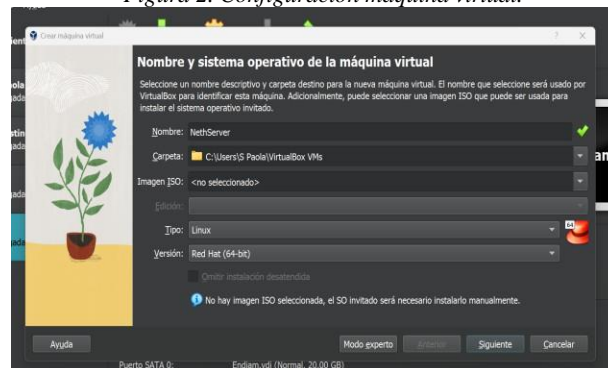 Figura 2. Configuración máquina virtual.
Crear máquina virtual
Nombre y sistema operativo de la máquina virtual
Seleccione un nombre descriptivo y carpeta destino para la nueva máquina virtual. El nombre que seleccione será usado por
VirtualBox para identificar esta máquina. Adicionalmente, puede seleccionar una imagen ISO que puede ser usada para
instalar el sistema operativo invitado.
Nombre: NethServer
Carpeta: C:\Users\S Paola\VirtualBox VMs
Imagen ISO: <no seleccionado>
Edición:
Tipo: Linux
64
Versión: Red Hat (64-bit)
Omitir instalación desatendida
No hay imagen ISO seleccionada, el SO invitado será necesario instalarlo manualmente.
Ayuda Modo experto Anterior Siguiente Cancelar
Puerto SATA 0: Endiam.vdi (Normal, 20.00 GB)